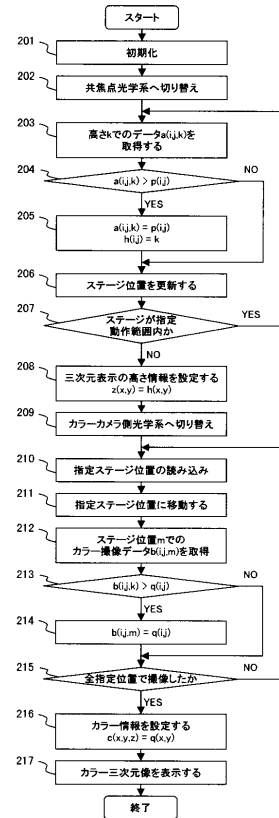 スタート
201
初期化
202
共焦点光学系へ切り替え
203
高さkでのデータa(i,j,k)を
取得する
204
a(i,j,k) > p(i,j)
NO
YES
205
a(i,j,k) = p(i,j)
h(i,j) = k
206
ステージ位置を更新する
207
ステージが指定
動作範囲内か
YES
NO
208
三次元表示の高さ情報を設定する
z(x,y) = h(x,y)
209
カラーカメラ側光学系へ切り替え
210
指定ステージ位置の読み込み
211
指定ステージ位置に移動する
212
ステージ位置mでの
カラー撮像データb(i,j,m)を取得
213
b(i,j,k) > q(i,j)
NO
YES
214
b(i,j,m) = q(i,j)
215
全指定位置で撮像したか
NO
YES
216
カラー情報を設定する
c(x,y,z) = q(x,y)
217
カラー三次元像を表示する
終了